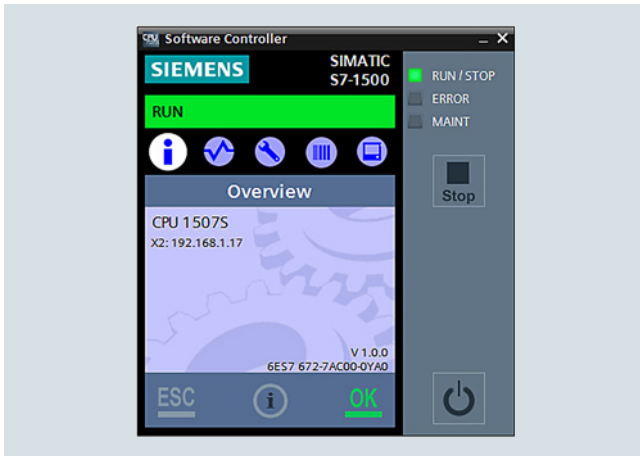 CPU Software Controller
SIEMENS
SIMATIC
S7-1500
RUN
Overview
CPU 1507S
X2: 192.168.1.17
V 1.0.0
6ES7 672-7AC00-0YA0
ESC
i
OK
RUN / STOP
ERROR
MAINT
Stop